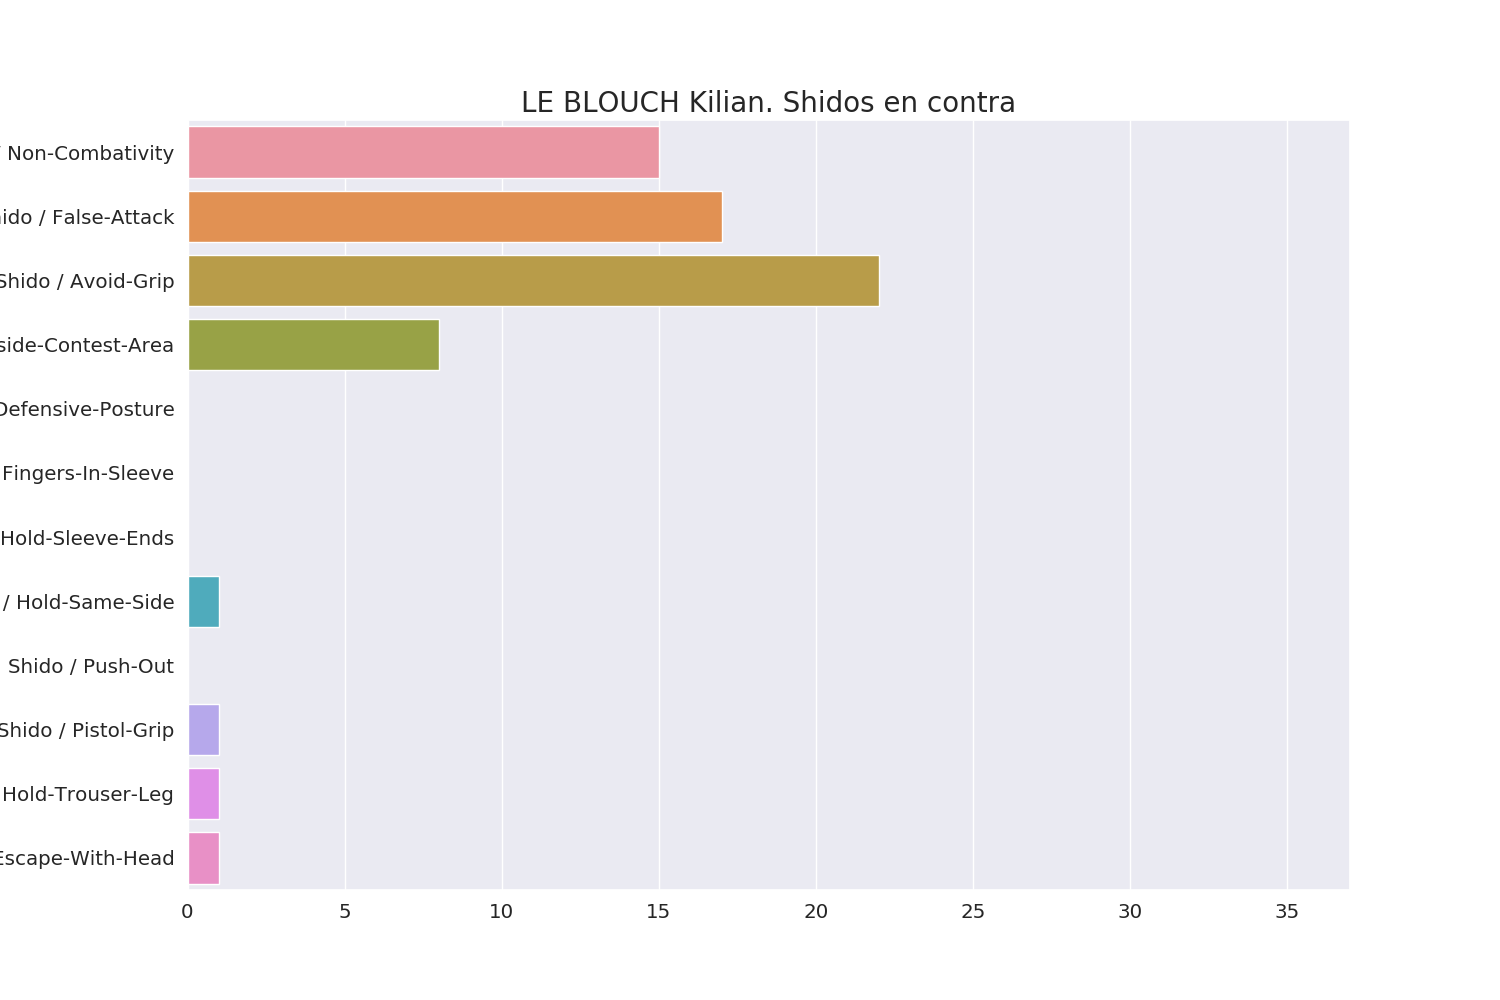 LE BLOUCH Kilian. Shidos en contra
/ Non-Combativity
/ False-Attack
Shido / Avoid-Grip
-Contest-Area
Defensive-Posture
Fingers-In-Sleeve
Hold-Sleeve-Ends
/ Hold-Same-Side
Shido / Push-Out
Shido / Pistol-Grip
Hold-Trouser-Leg
Escape-With-Head
0 5 10 15 20 25 30 35